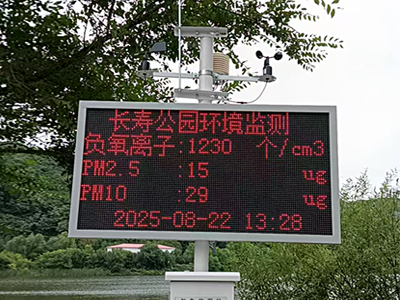 长寿公园环境监测
负氧离子:1230 个/cm3
PM2.5 :15 ug
PM10 :29 ug
2025-08-22 13:28